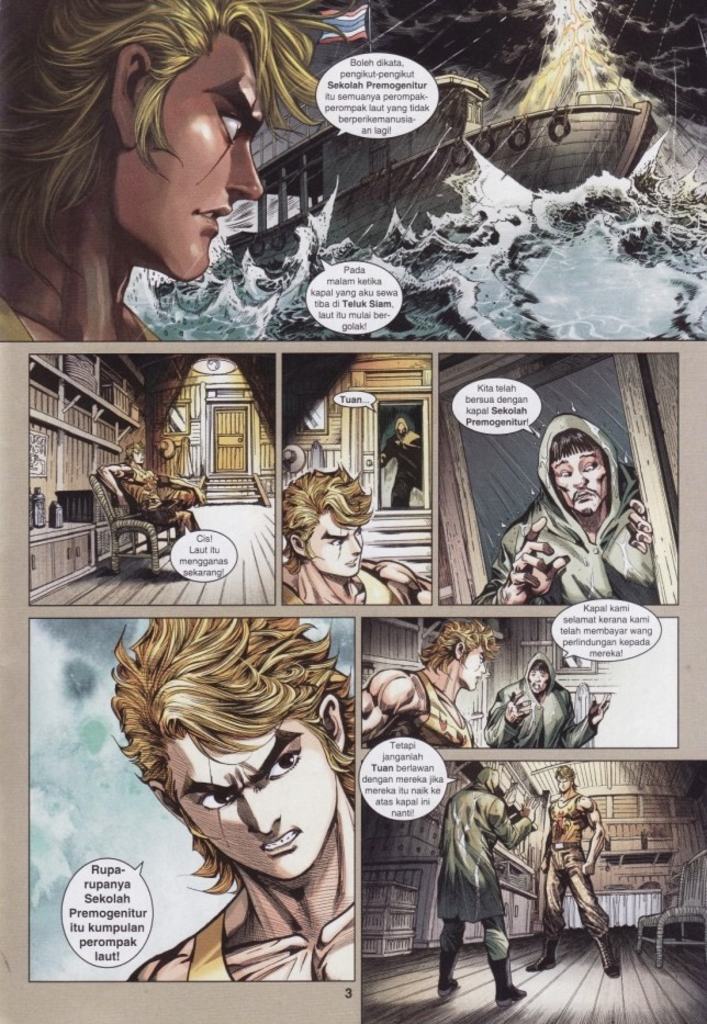 Boleh dikata,
pengikut-pengikut
Sekolah Premogenitur
itu semuanya perompak-
perompak laut yang tidak
berperikemanusia-
an lagi!
Pada
malam ketika
kapal yang aku sewa
tiba di Teluk Siam,
laut itu mulai ber-
golak!
Cis!
Laut itu
mengganas
sekarang!
Tuan...
Kita telah
bersua dengan
kapal Sekolah
Premogenitur!
Rupa-
rupanya
Sekolah
Premogenitur
itu kumpulan
perompak
laut!
Kapal kami
selamat kerana kami
telah membayar wang
perlindungan kepada
mereka!
Tetapi
janganlah
Tuan berlawan
dengan mereka jika
mereka itu naik ke
atas kapal ini
nanti!
3